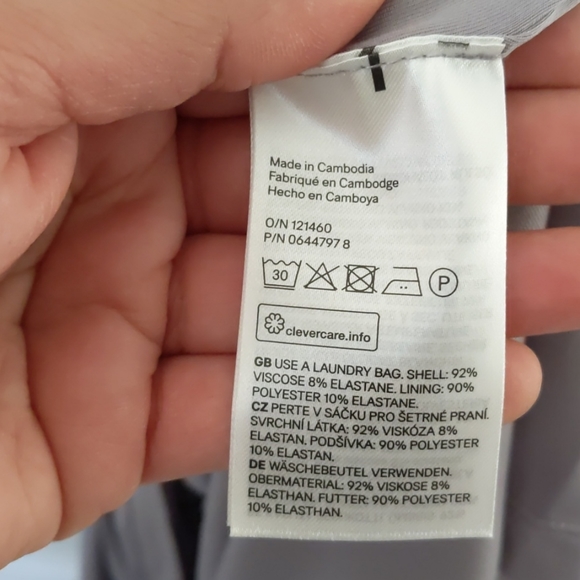 Made in Cambodia
Fabriqué en Cambodge
Hecho en Camboya
O/N 121460
P/N 0644797 8
30
P
clevercare.info
GB USE A LAUNDRY BAG. SHELL: 92%
VISCOSE 8% ELASTANE. LINING: 90%
POLYESTER 10% ELASTANE.
CZ PERTE V SÁČKU PRO ŠETRNÉ PRANÍ.
SVRCHNÍ LÁTKA: 92% VISKÓZA 8%
ELASTAN. PODŠÍVKA: 90% POLYESTER
10% ELASTAN.
DE WÄSCHEBEUTEL VERWENDEN.
OBERMATERIAL: 92% VISKOSE 8%
ELASTHAN. FUTTER: 90% POLYESTER
10% ELASTHAN.